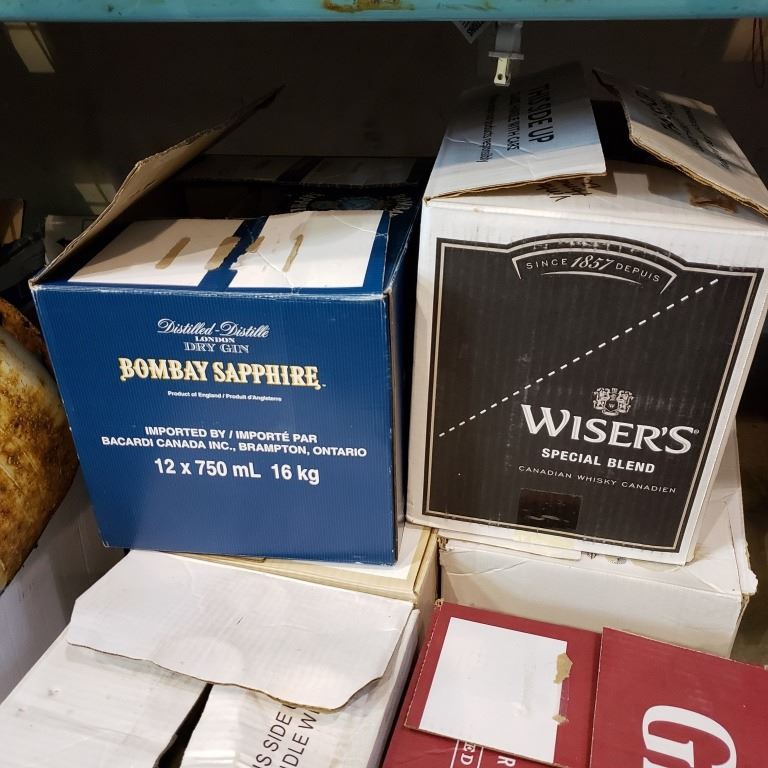 THIS SIDE UP
SINCE 1857 DEPUIS
Distilled - Distillé
LONDON
DRY GIN
BOMBAY SAPPHIRE
Product of England / Produit d'Angleterre
IMPORTED BY / IMPORTÉ PAR
BACARDI CANADA INC., BRAMPTON, ONTARIO
12 x 750 mL 16 kg
W
WISER'S
SPECIAL BLEND
CANADIAN WHISKY CANADIEN
SIDE